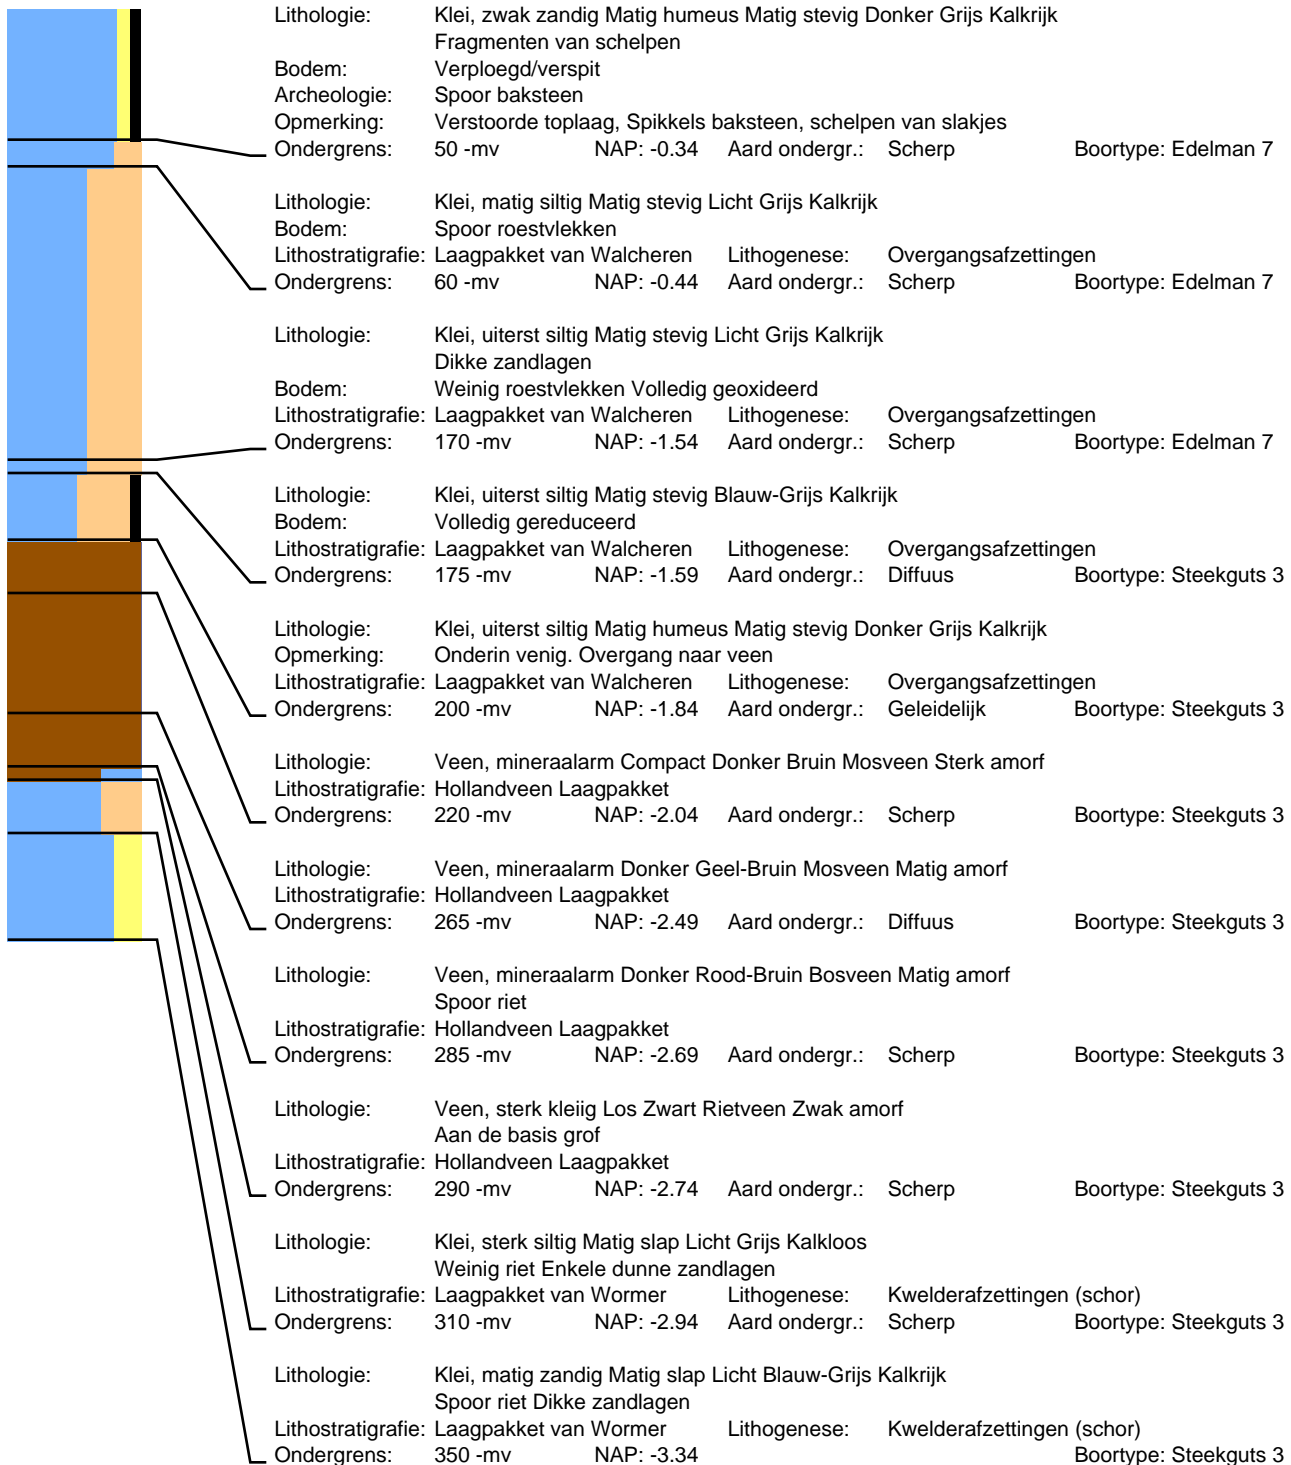 Lithologie: Klei, zwak zandig Matig humeus Matig stevig Donker Grijs Kalkrijk
Fragmenten van schelpen
Bodem: Verploegd/verspit
Archeologie: Spoor baksteen
Opmerking: Verstoorde toplaag, Spikkels baksteen, schelpen van slakjes
Ondergrens: 50 -mv NAP: -0.34 Aard ondergr.: Scherp Boortype: Edelman 7
Lithologie: Klei, matig siltig Matig stevig Licht Grijs Kalkrijk
Bodem: Spoor roestvlekken
Lithostratigrafie: Laagpakket van Walcheren Lithogenese: Overgangsafzettingen
Ondergrens: 60 -mv NAP: -0.44 Aard ondergr.: Scherp Boortype: Edelman 7
Lithologie: Klei, uiterst siltig Matig stevig Licht Grijs Kalkrijk
Dikke zandlagen
Bodem: Weinig roestvlekken Volledig geoxideerd
Lithostratigrafie: Laagpakket van Walcheren Lithogenese: Overgangsafzettingen
Ondergrens: 170 -mv NAP: -1.54 Aard ondergr.: Scherp Boortype: Edelman 7
Lithologie: Klei, uiterst siltig Matig stevig Blauw-Grijs Kalkrijk
Bodem: Volledig gereduceerd
Lithostratigrafie: Laagpakket van Walcheren Lithogenese: Overgangsafzettingen
Ondergrens: 175 -mv NAP: -1.59 Aard ondergr.: Diffuus Boortype: Steekguts 3
Lithologie: Klei, uiterst siltig Matig humeus Matig stevig Donker Grijs Kalkrijk
Opmerking: Onderin venig. Overgang naar veen
Lithostratigrafie: Laagpakket van Walcheren Lithogenese: Overgangsafzettingen
Ondergrens: 200 -mv NAP: -1.84 Aard ondergr.: Geleidelijk Boortype: Steekguts 3
Lithologie: Veen, mineraalarm Compact Donker Bruin Mosveen Sterk amorf
Lithostratigrafie: Hollandveen Laagpakket
Ondergrens: 220 -mv NAP: -2.04 Aard ondergr.: Scherp Boortype: Steekguts 3
Lithologie: Veen, mineraalarm Donker Geel-Bruin Mosveen Matig amorf
Lithostratigrafie: Hollandveen Laagpakket
Ondergrens: 265 -mv NAP: -2.49 Aard ondergr.: Diffuus Boortype: Steekguts 3
Lithologie: Veen, mineraalarm Donker Rood-Bruin Bosveen Matig amorf
Spoor riet
Lithostratigrafie: Hollandveen Laagpakket
Ondergrens: 285 -mv NAP: -2.69 Aard ondergr.: Scherp Boortype: Steekguts 3
Lithologie: Veen, sterk kleiig Los Zwart Rietveen Zwak amorf
Aan de basis grof
Lithostratigrafie: Hollandveen Laagpakket
Ondergrens: 290 -mv NAP: -2.74 Aard ondergr.: Scherp Boortype: Steekguts 3
Lithologie: Klei, sterk siltig Matig slap Licht Grijs Kalkloos
Weinig riet Enkele dunne zandlagen
Lithostratigrafie: Laagpakket van Wormer Lithogenese: Kwelderafzettingen (schor)
Ondergrens: 310 -mv NAP: -2.94 Aard ondergr.: Scherp Boortype: Steekguts 3
Lithologie: Klei, matig zandig Matig slap Licht Blauw-Grijs Kalkrijk
Spoor riet Dikke zandlagen
Lithostratigrafie: Laagpakket van Wormer Lithogenese: Kwelderafzettingen (schor)
Ondergrens: 350 -mv NAP: -3.34 Boortype: Steekguts 3